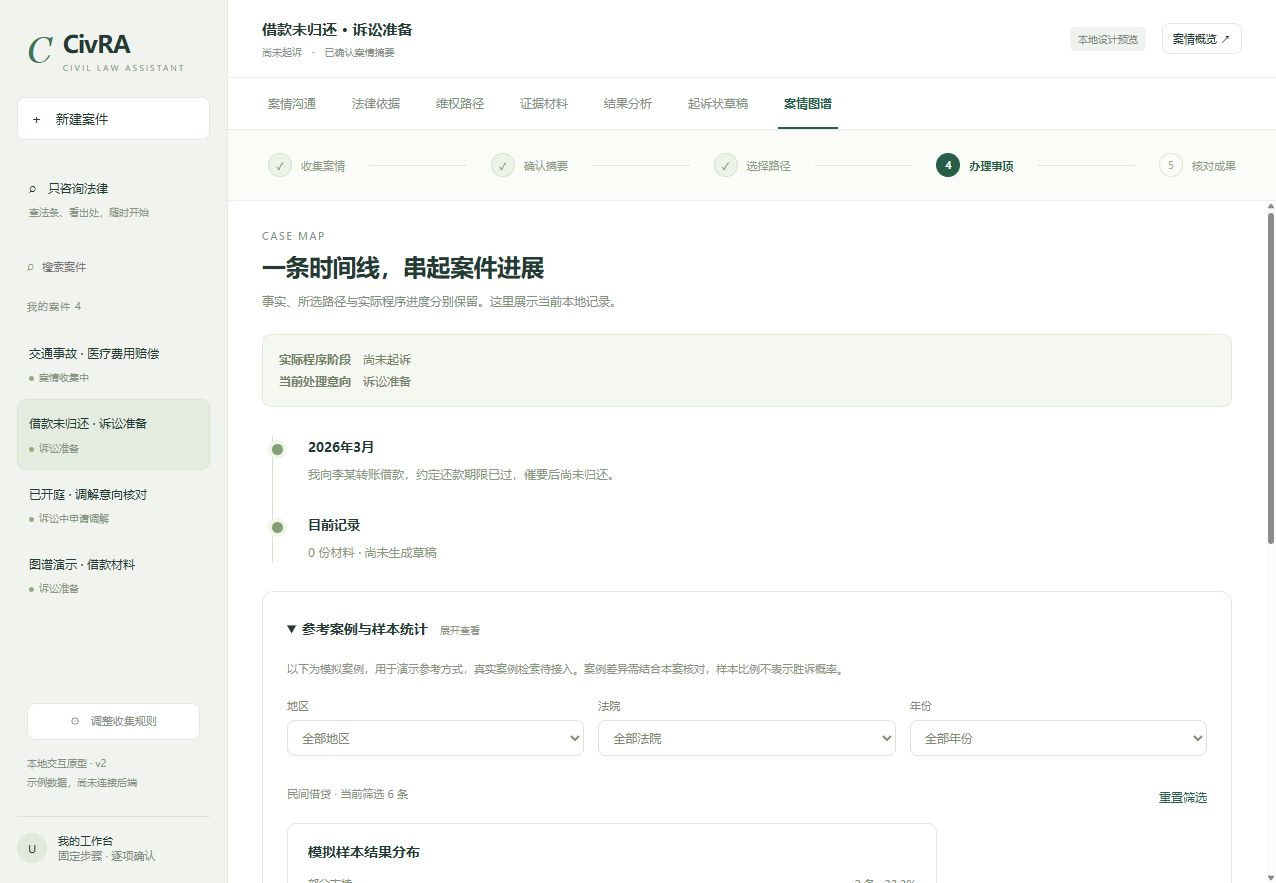 C CivRA
CIVIL LAW ASSISTANT
+ 新建案件
只咨询法律
查法条、看出处，随时开始
搜索案件
我的案件 4
交通事故 · 医疗费用赔偿
案情收集中
借款未归还 · 诉讼准备
诉讼准备
已开庭 · 调解意向核对
诉讼中申请调解
图谱演示 · 借款材料
诉讼准备
调整收集规则
本地交互原型 · v2
示例数据，尚未连接后端
U
我的工作台
固定步骤 · 逐项确认
借款未归还 • 诉讼准备
尚未起诉 · 已确认案情摘要
本地设计预览
案情概览 ↗
案情沟通 法律依据 维权路径 证据材料 结果分析 起诉状草稿 案情图谱
✓ 收集案情 ✓ 确认摘要 ✓ 选择路径 4 办理事项 5 核对成果
CASE MAP
一条时间线，串起案件进展
事实、所选路径与实际程序进度分别保留。这里展示当前本地记录。
实际程序阶段 尚未起诉
当前处理意向 诉讼准备
2026年3月
我向李某转账借款，约定还款期限已过，催要后尚未归还。
目前记录
0 份材料 · 尚未生成草稿
▼ 参考案例与样本统计 展开查看
以下为模拟案例，用于演示参考方式，真实案例检索待接入。案例差异需结合本案核对，样本比例不表示胜诉概率。
地区 法院 年份
全部地区 全部法院 全部年份
民间借贷 · 当前筛选 6 条
重置筛选
模拟样本结果分布
部分支持 2 条 · 33.3%